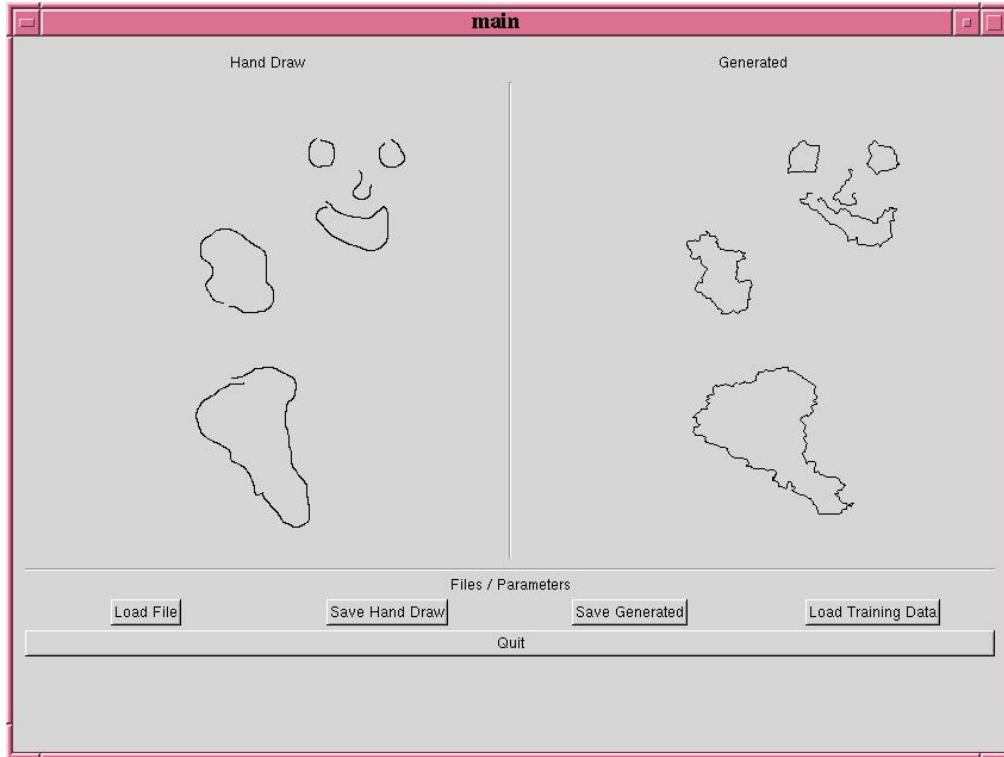 main
Hand Draw
Generated
Files / Parameters
Load File
Save Hand Draw
Save Generated
Load Training Data
Quit